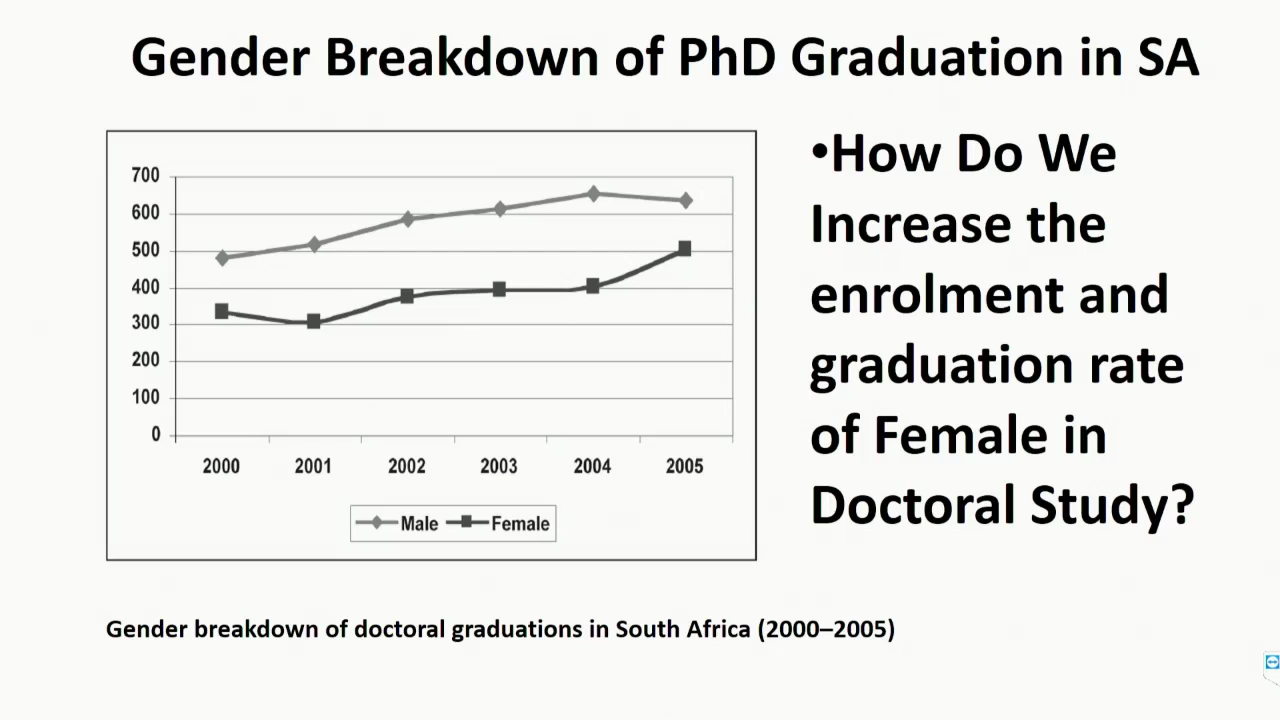 Gender Breakdown of PhD Graduation in SA
700
600
500
400
300
200
100
0
2000 2001 2002 2003 2004 2005
Male Female
•How Do We
Increase the
enrolment and
graduation rate
of Female in
Doctoral Study?
Gender breakdown of doctoral graduations in South Africa (2000–2005)